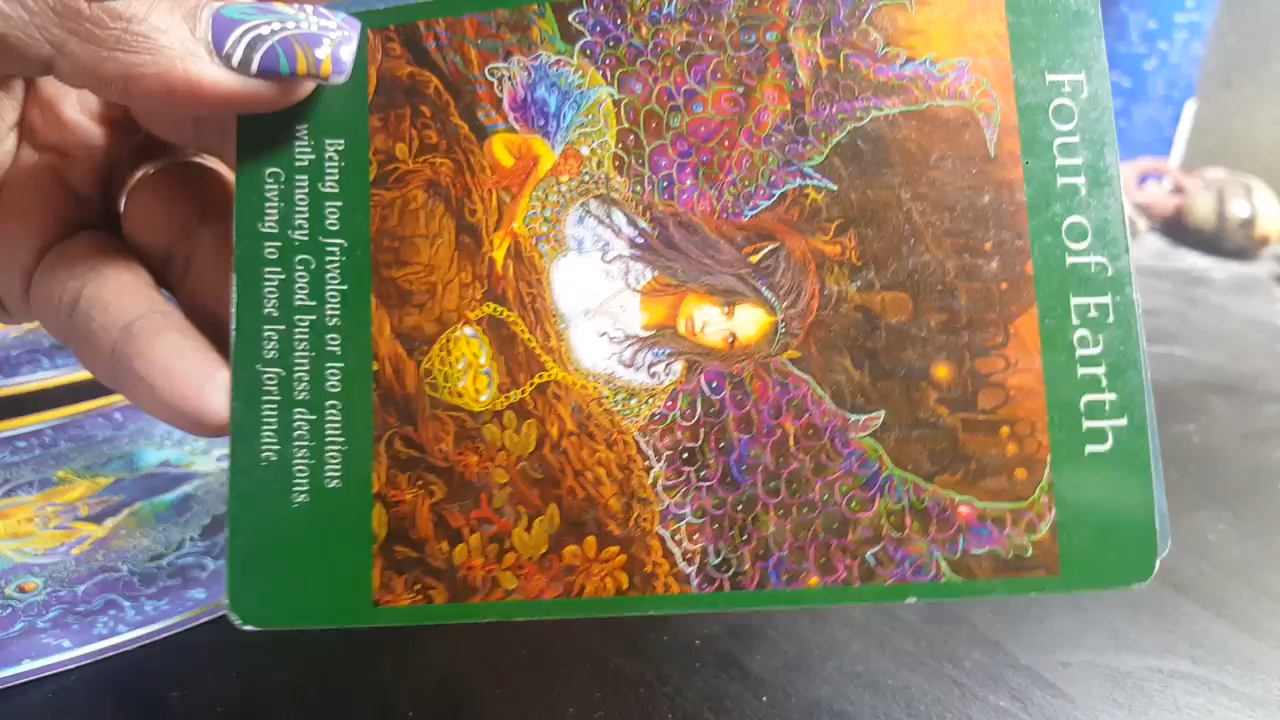 Four of Earth
Being too frivolous or too cautious
with money. Good business decisions.
Giving to those less fortunate.